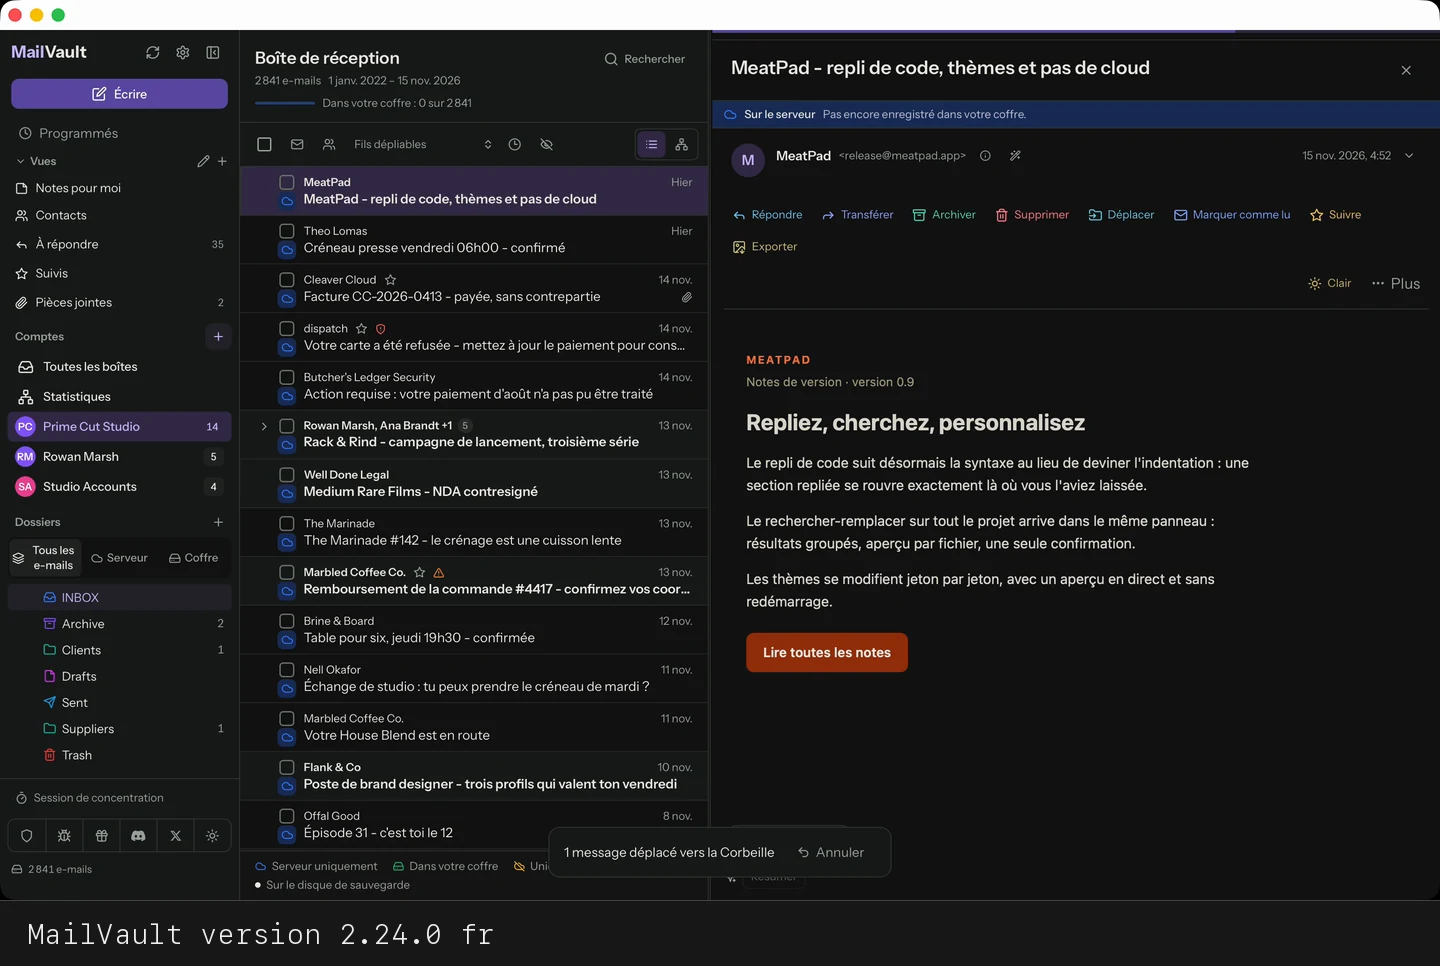 MailVault
Écrire
Programmés
Vues
Notes pour moi
Contacts
À répondre 35
Suivis
Pièces jointes 2
Comptes
Toutes les boîtes
Statistiques
PC Prime Cut Studio 14
RM Rowan Marsh 5
SA Studio Accounts 4
Dossiers
Tous les e-mails Serveur Coffre
INBOX
Archive 2
Clients 1
Drafts
Sent
Suppliers 1
Trash
Session de concentration
2 841 e-mails
Boîte de réception
Rechercher
2 841 e-mails 1 janv. 2022 – 15 nov. 2026
Dans votre coffre : 0 sur 2 841
Fils dépliables
MeatPad Hier
MeatPad - repli de code, thèmes et pas de cloud
Theo Lomas Hier
Créneau presse vendredi 06h00 - confirmé
Cleaver Cloud 14 nov.
Facture CC-2026-0413 - payée, sans contrepartie
dispatch 14 nov.
Votre carte a été refusée - mettez à jour le paiement pour cons...
Butcher's Ledger Security 14 nov.
Action requise : votre paiement d'août n'a pas pu être traité
Rowan Marsh, Ana Brandt +1 5 13 nov.
Rack & Rind - campagne de lancement, troisième série
Well Done Legal 13 nov.
Medium Rare Films - NDA contresigné
The Marinade 13 nov.
The Marinade #142 - le crénage est une cuisson lente
Marbled Coffee Co. 13 nov.
Remboursement de la commande #4417 - confirmez vos coor...
Brine & Board 12 nov.
Table pour six, jeudi 19h30 - confirmée
Nell Okafor 11 nov.
Échange de studio : tu peux prendre le créneau de mardi ?
Marbled Coffee Co. 11 nov.
Votre House Blend est en route
Flank & Co 10 nov.
Poste de brand designer - trois profils qui valent ton vendredi
Offal Good 8 nov.
Épisode 31 - c'est toi le 12
Serveur uniquement Dans votre coffre
Sur le disque de sauvegarde
MeatPad - repli de code, thèmes et pas de cloud
Sur le serveur Pas encore enregistré dans votre coffre.
M MeatPad <release@meatpad.app> 15 nov. 2026, 4:52
Répondre Transférer Archiver Supprimer Déplacer Marquer comme lu Suivre
Exporter
Clair Plus
MEATPAD
Notes de version · version 0.9
Repliez, cherchez, personnalisez
Le repli de code suit désormais la syntaxe au lieu de deviner l'indentation : une
section repliée se rouvre exactement là où vous l'aviez laissée.
Le rechercher-remplacer sur tout le projet arrive dans le même panneau :
résultats groupés, aperçu par fichier, une seule confirmation.
Les thèmes se modifient jeton par jeton, avec un aperçu en direct et sans
redémarrage.
Lire toutes les notes
1 message déplacé vers la Corbeille Annuler
MailVault version 2.24.0 fr